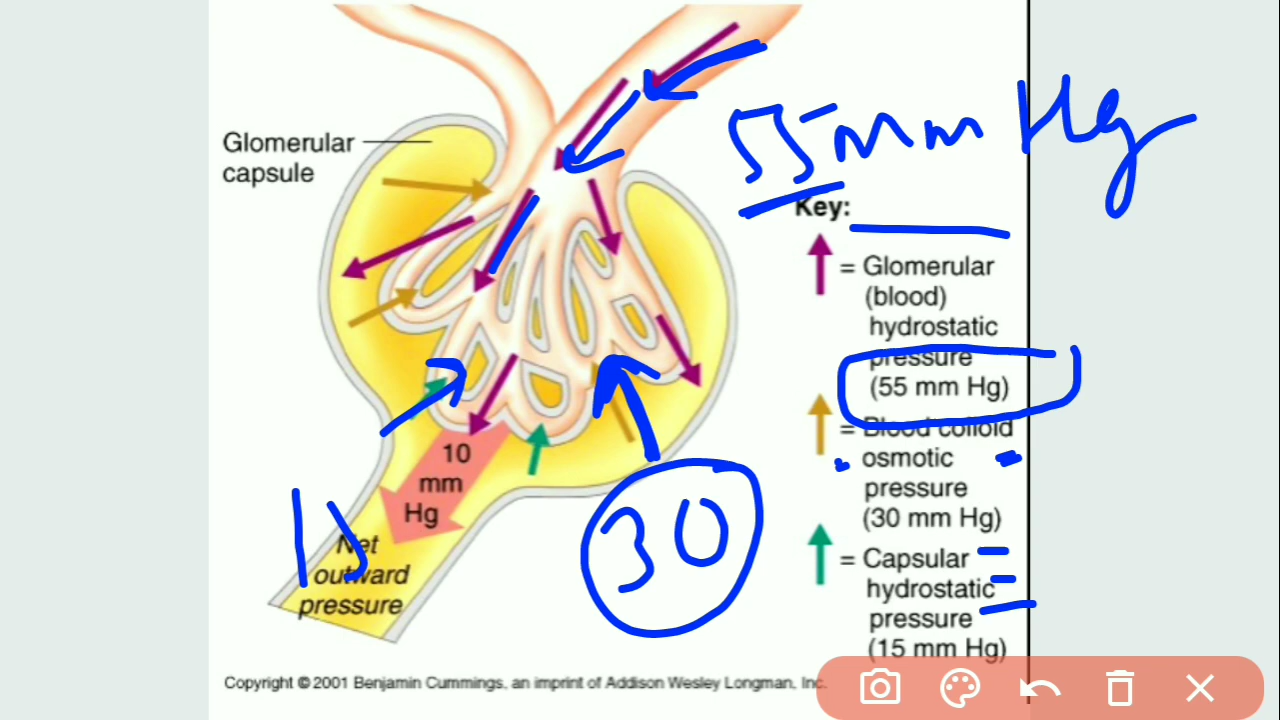 55 mm Hg
Glomerular
capsule
Key:
= Glomerular
(blood)
hydrostatic
pressure
(55 mm Hg)
= Blood colloid
osmotic
pressure
(30 mm Hg)
= Capsular
hydrostatic
pressure
(15 mm Hg)
10
mm
Hg
Net
outward
pressure
30
Copyright © 2001 Benjamin Cummings, an imprint of Addison Wesley Longman, Inc.